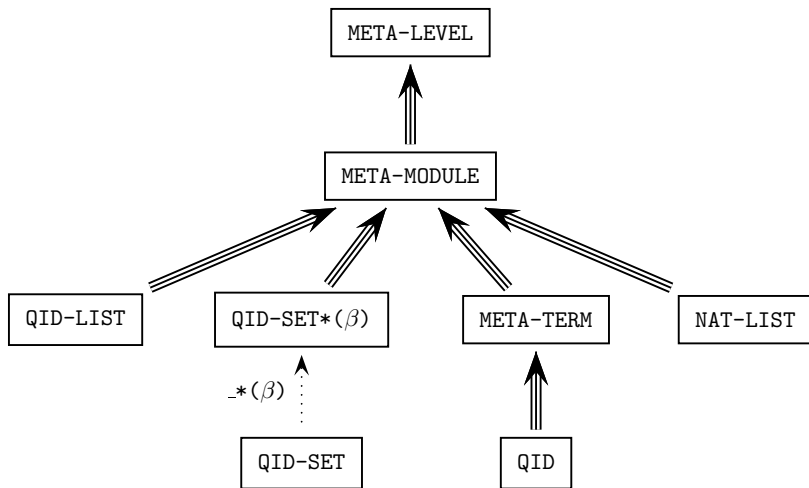 META-LEVEL
META-MODULE
QID-LIST
QID-SET*(β)
META-TERM
NAT-LIST
_*(β)
QID-SET
QID